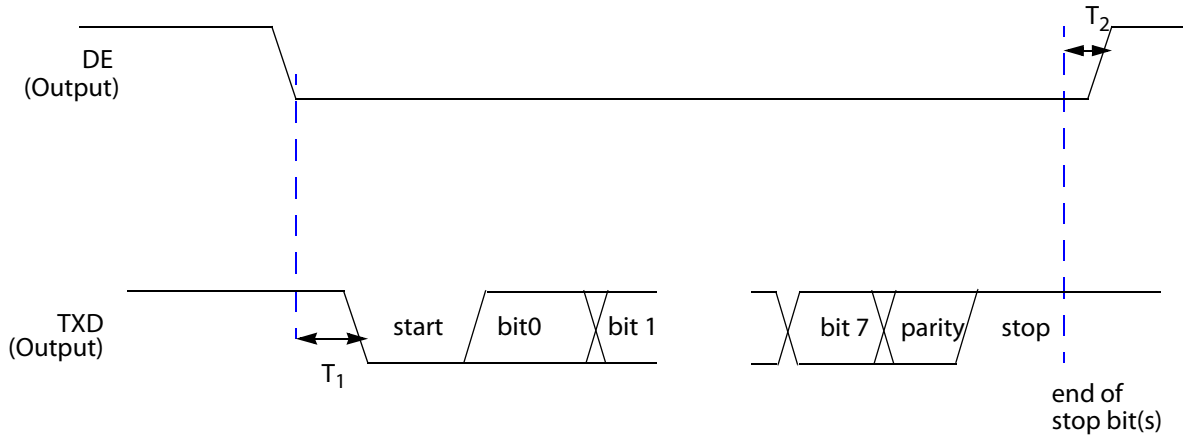 T2
DE
(Output)
TXD
(Output)
start
bit0
bit 1
bit 7
parity
stop
T1
end of
stop bit(s)